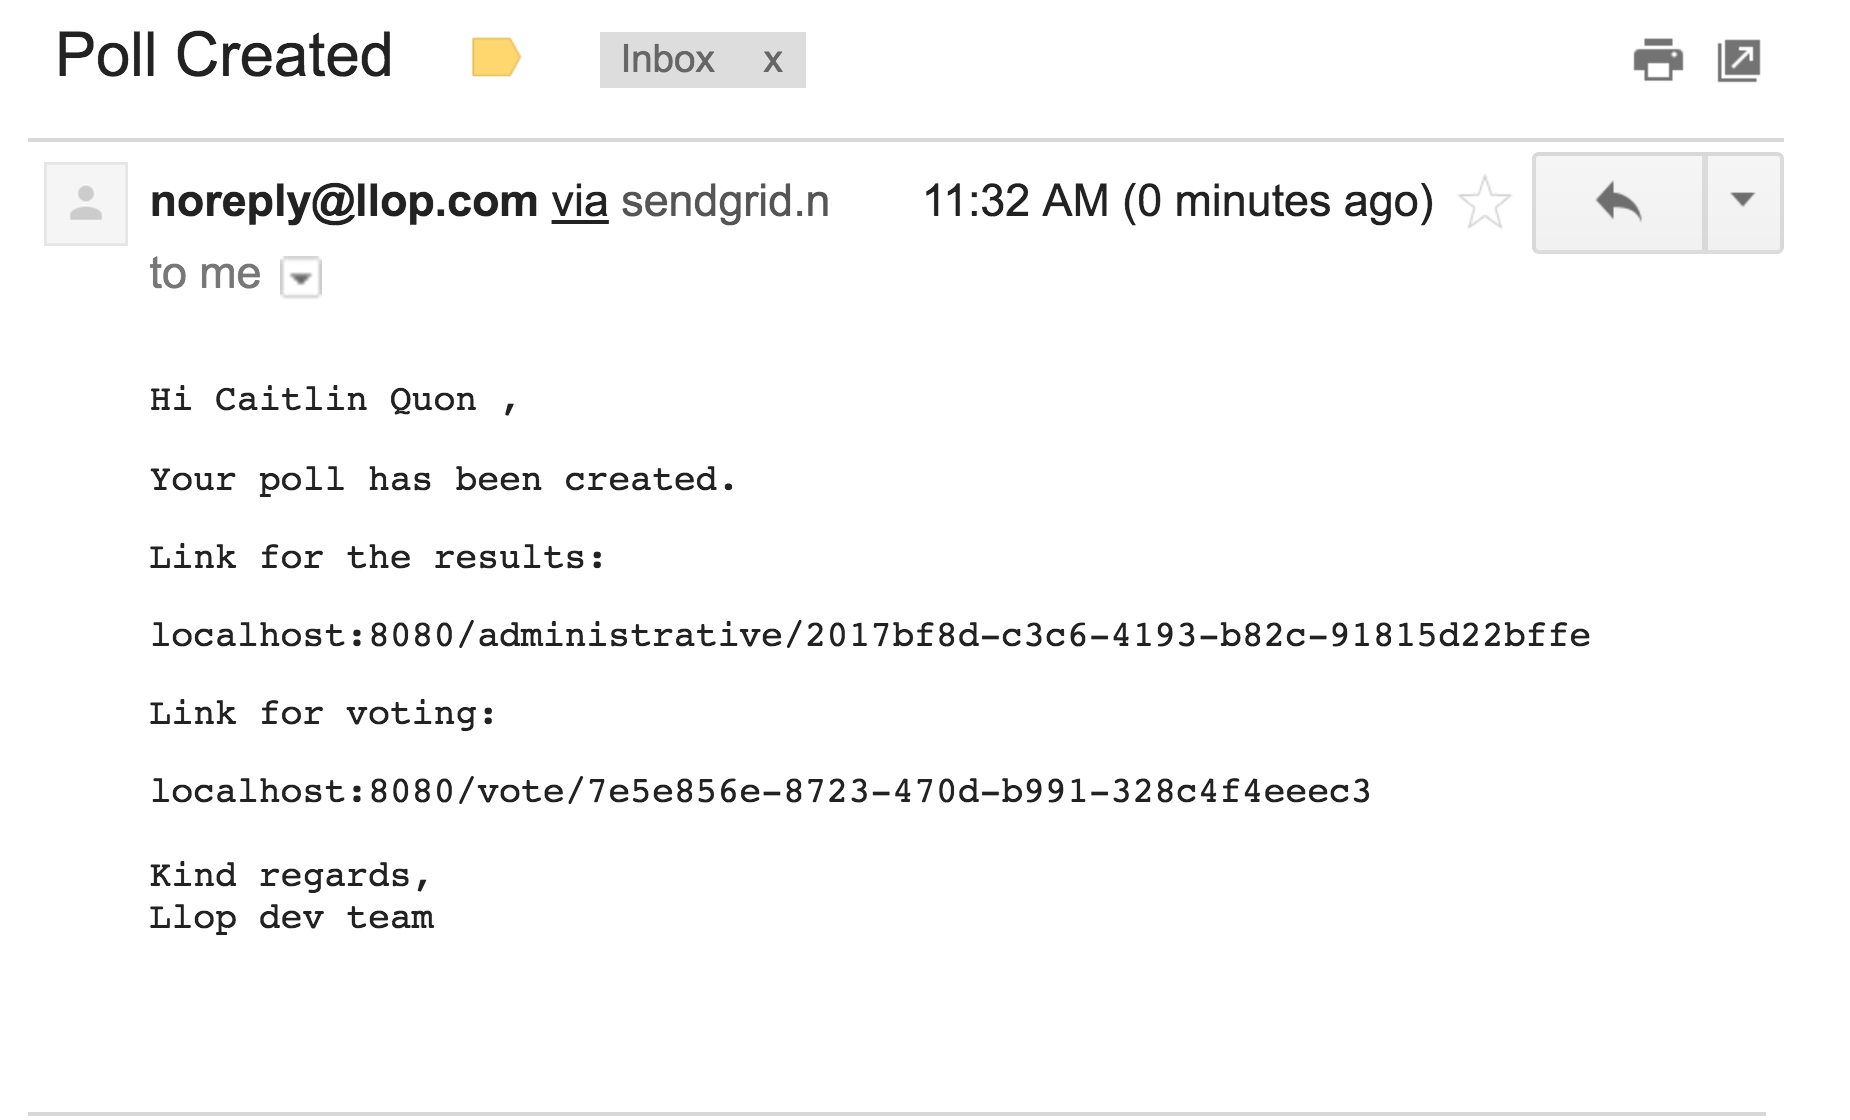 Poll Created Inbox x
noreply@llop.com via sendgrid.n 11:32 AM (0 minutes ago)
to me
Hi Caitlin Quon ,
Your poll has been created.
Link for the results:
localhost:8080/administrative/2017bf8d-c3c6-4193-b82c-91815d22bffe
Link for voting:
localhost:8080/vote/7e5e856e-8723-470d-b991-328c4f4eeec3
Kind regards,
Llop dev team